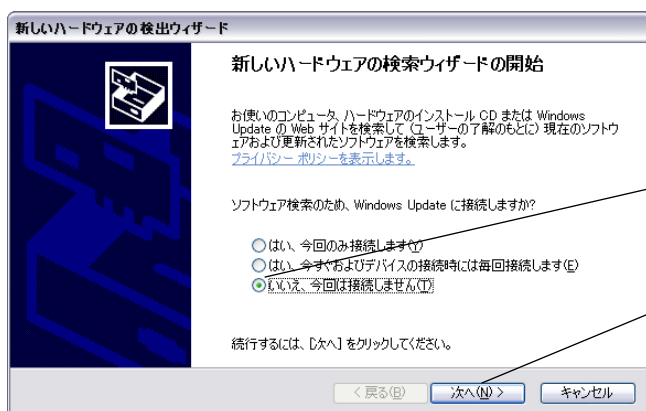 新しいハードウェアの検出ウィザード
新しいハードウェアの検索ウィザードの開始
お使いのコンピュータ、ハードウェアのインストール CD または Windows
Update の Web サイトを検索して (ユーザーの了解のもとに) 現在のソフトウ
ェアおよび更新されたソフトウェアを検索します。
プライバシー ポリシーを表示します。
ソフトウェア検索のため、Windows Update に接続しますか?
はい、今回のみ接続します(Y)
はい、今すぐおよびデバイスの接続時には毎回接続します(E)
いいえ、今回は接続しません(T)
続行するには、[次へ] をクリックしてください。
< 戻る(B) 次へ(N) > キャンセル